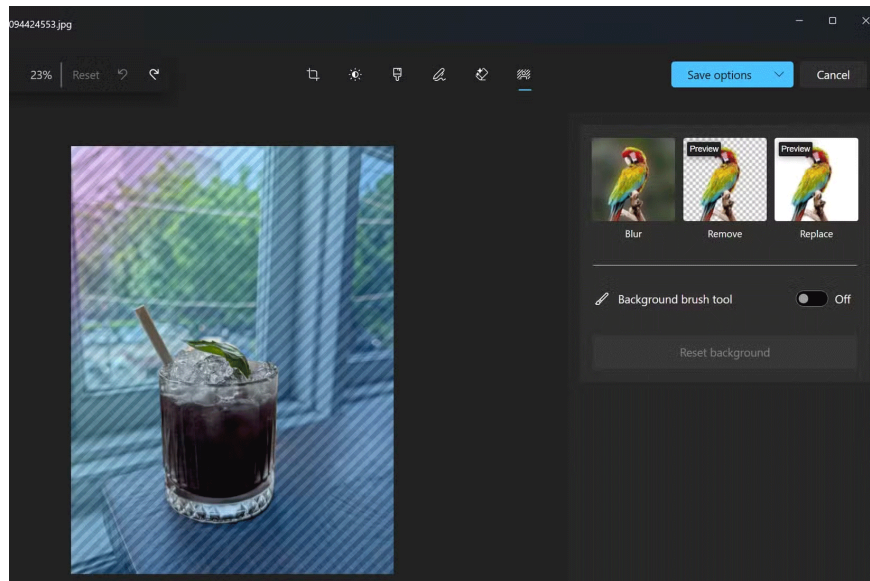 094424553.jpg
23%
Reset
Save options
Cancel
Preview
Preview
Blur
Remove
Replace
Background brush tool
Off
Reset background